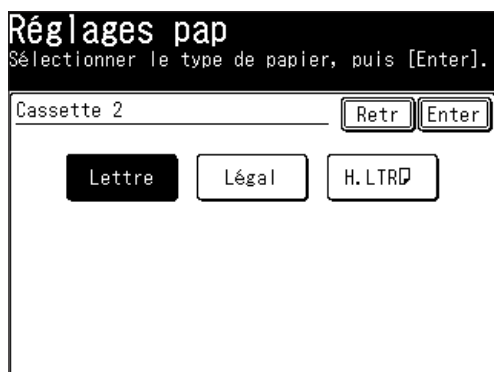 Réglages pap
Sélectionner le type de papier, puis [Enter].
Cassette 2 Retr Enter
Lettre Légal H.LTR